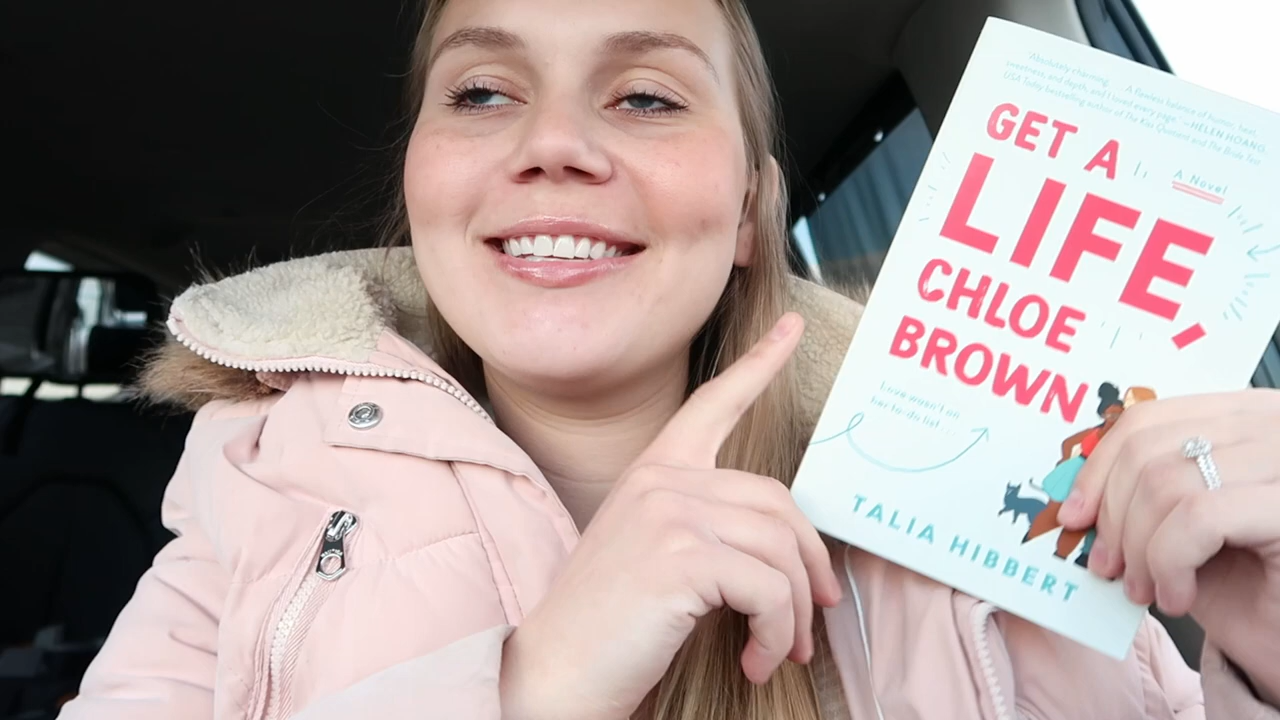 "Absolutely charming. A flawless balance of humor, heat,
sweetness, and depth, and I loved every page." —HELEN HOANG,
USA Today bestselling author of The Kiss Quotient and The Bride Test
GET A
A Novel
LIFE,
CHLOE
BROWN
Love wasn't on
her to-do list . . .
TALIA HIBBERT